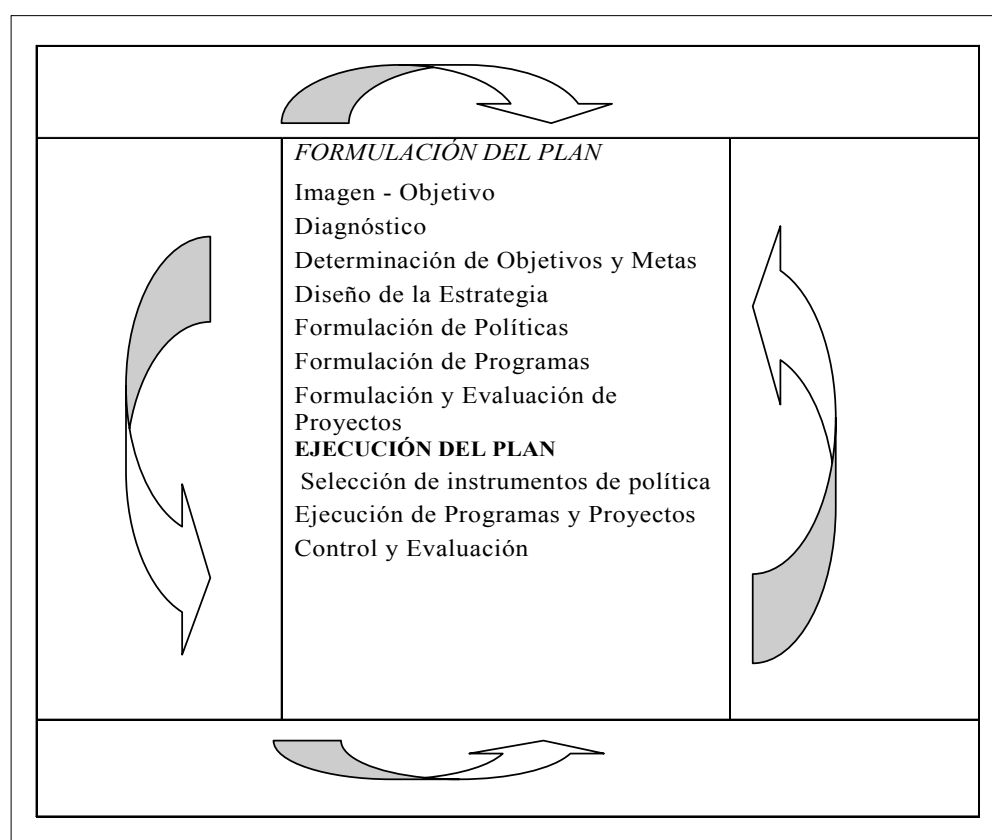 FORMULACIÓN DEL PLAN
Imagen - Objetivo
Diagnóstico
Determinación de Objetivos y Metas
Diseño de la Estrategia
Formulación de Políticas
Formulación de Programas
Formulación y Evaluación de
Proyectos
EJECUCIÓN DEL PLAN
Selección de instrumentos de política
Ejecución de Programas y Proyectos
Control y Evaluación